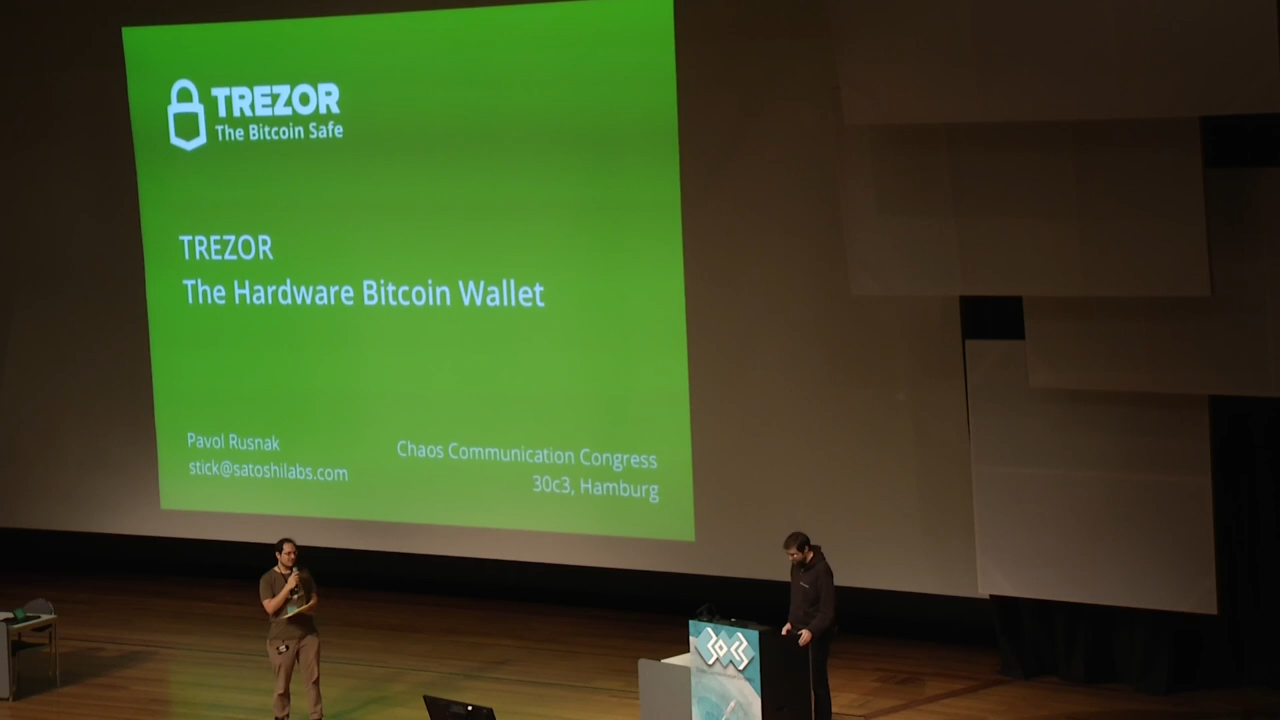 TREZOR
The Bitcoin Safe
TREZOR
The Hardware Bitcoin Wallet
Pavol Rusnak
stick@satoshilabs.com
Chaos Communication Congress
30c3, Hamburg
30C3